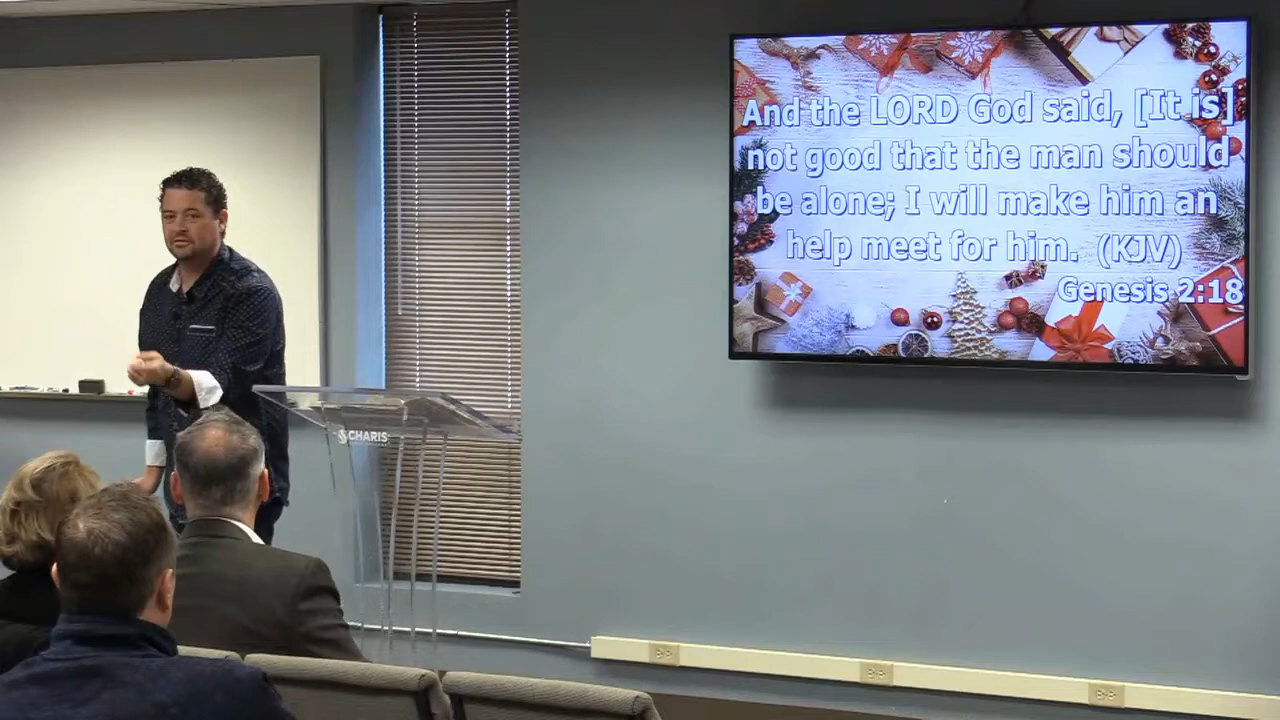 And the LORD God said, [It is]
not good that the man should
be alone; I will make him an
help meet for him. (KJV)
Genesis 2:18
CHARIS